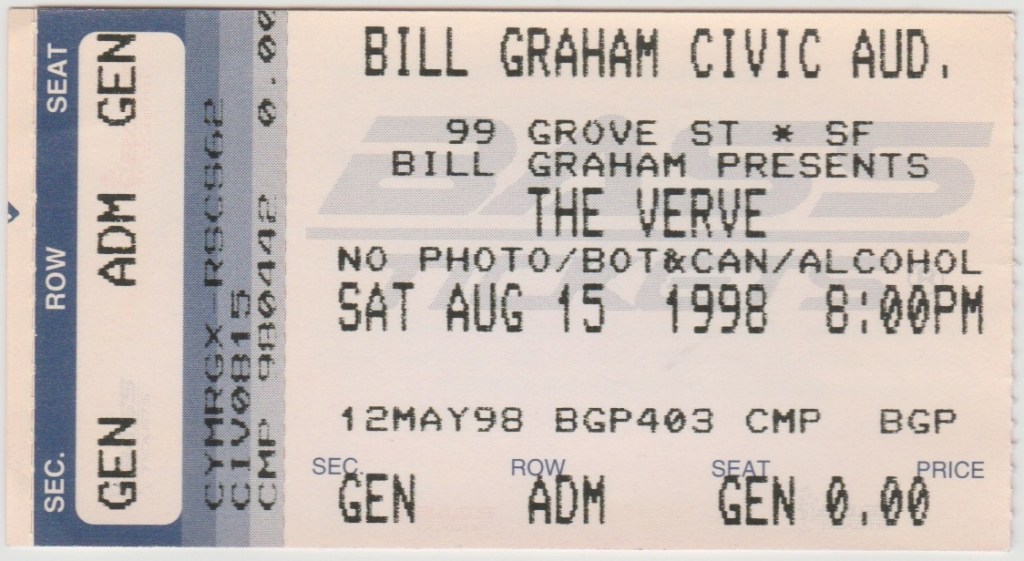 SEC. ROW SEAT
GEN ADM GEN
CYMRGX-RSCS62
CIV0815
CMP 980442 0.00
BILL GRAHAM CIVIC AUD.
99 GROVE ST * SF
BILL GRAHAM PRESENTS
THE VERVE
NO PHOTO/BOT&CAN/ALCOHOL
SAT AUG 15 1998 8:00PM
12MAY98 BGP403 CMP BGP
SEC. ROW SEAT PRICE
GEN ADM GEN 0.00
BASS
TICKETS